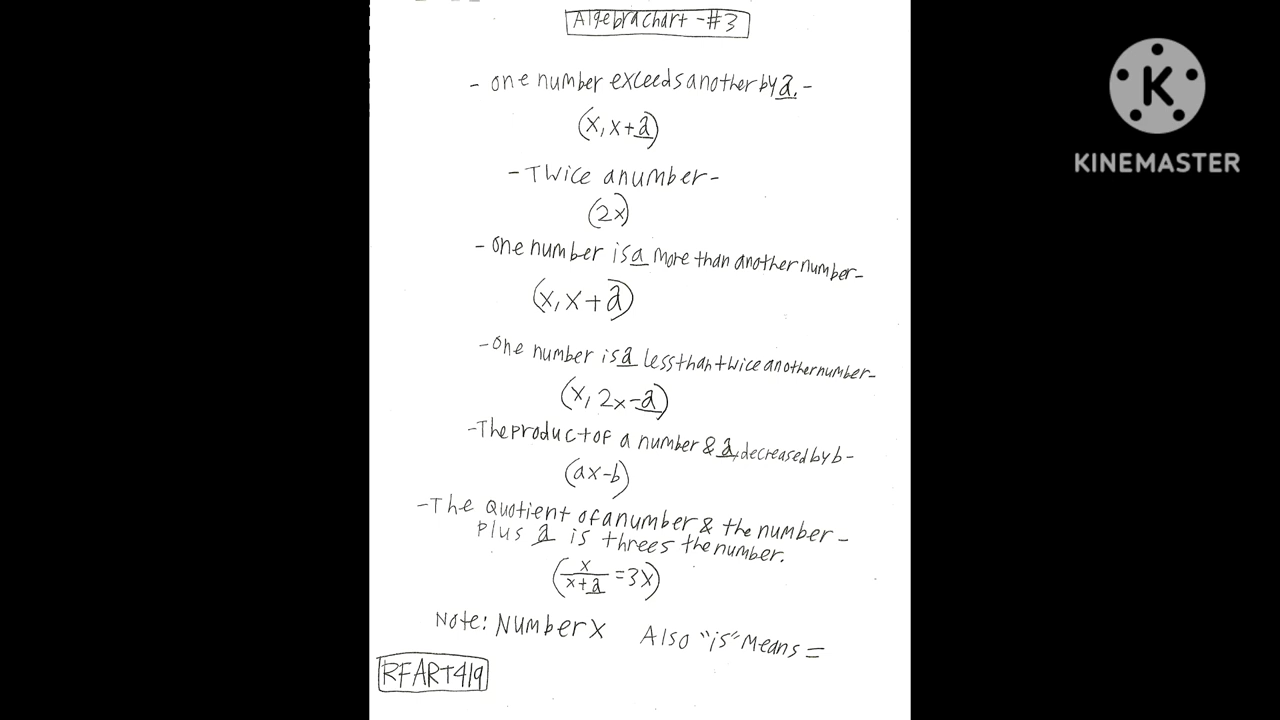 Algebra chart - #3
- one number exceeds another by a. -
(x, x + a)
- Twice a number -
(2x)
- One number is a more than another number -
(x, x + a)
- One number is a less than twice another number -
(x, 2x - a)
- The product of a number & a, decreased by b -
(ax - b)
- The Quotient of a number & the number -
plus a is threes the number.
(x/(x + a) = 3x)
Note: Number x Also "is" Means =
RFART419
K
KINEMASTER